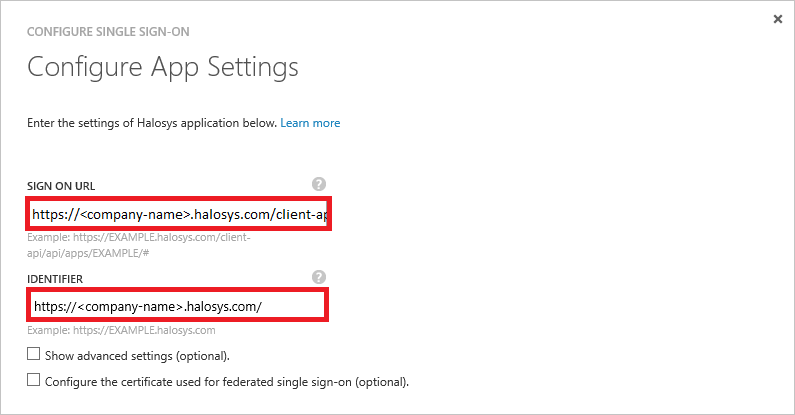 CONFIGURE SINGLE SIGN-ON
Configure App Settings
Enter the settings of Halosys application below. Learn more
SIGN ON URL ?
https://<company-name>.halosys.com/client-ap
Example: https://EXAMPLE.halosys.com/client-
api/api/apps/EXAMPLE/#
IDENTIFIER ?
https://<company-name>.halosys.com/
Example: https://EXAMPLE.halosys.com
Show advanced settings (optional).
Configure the certificate used for federated single sign-on (optional).